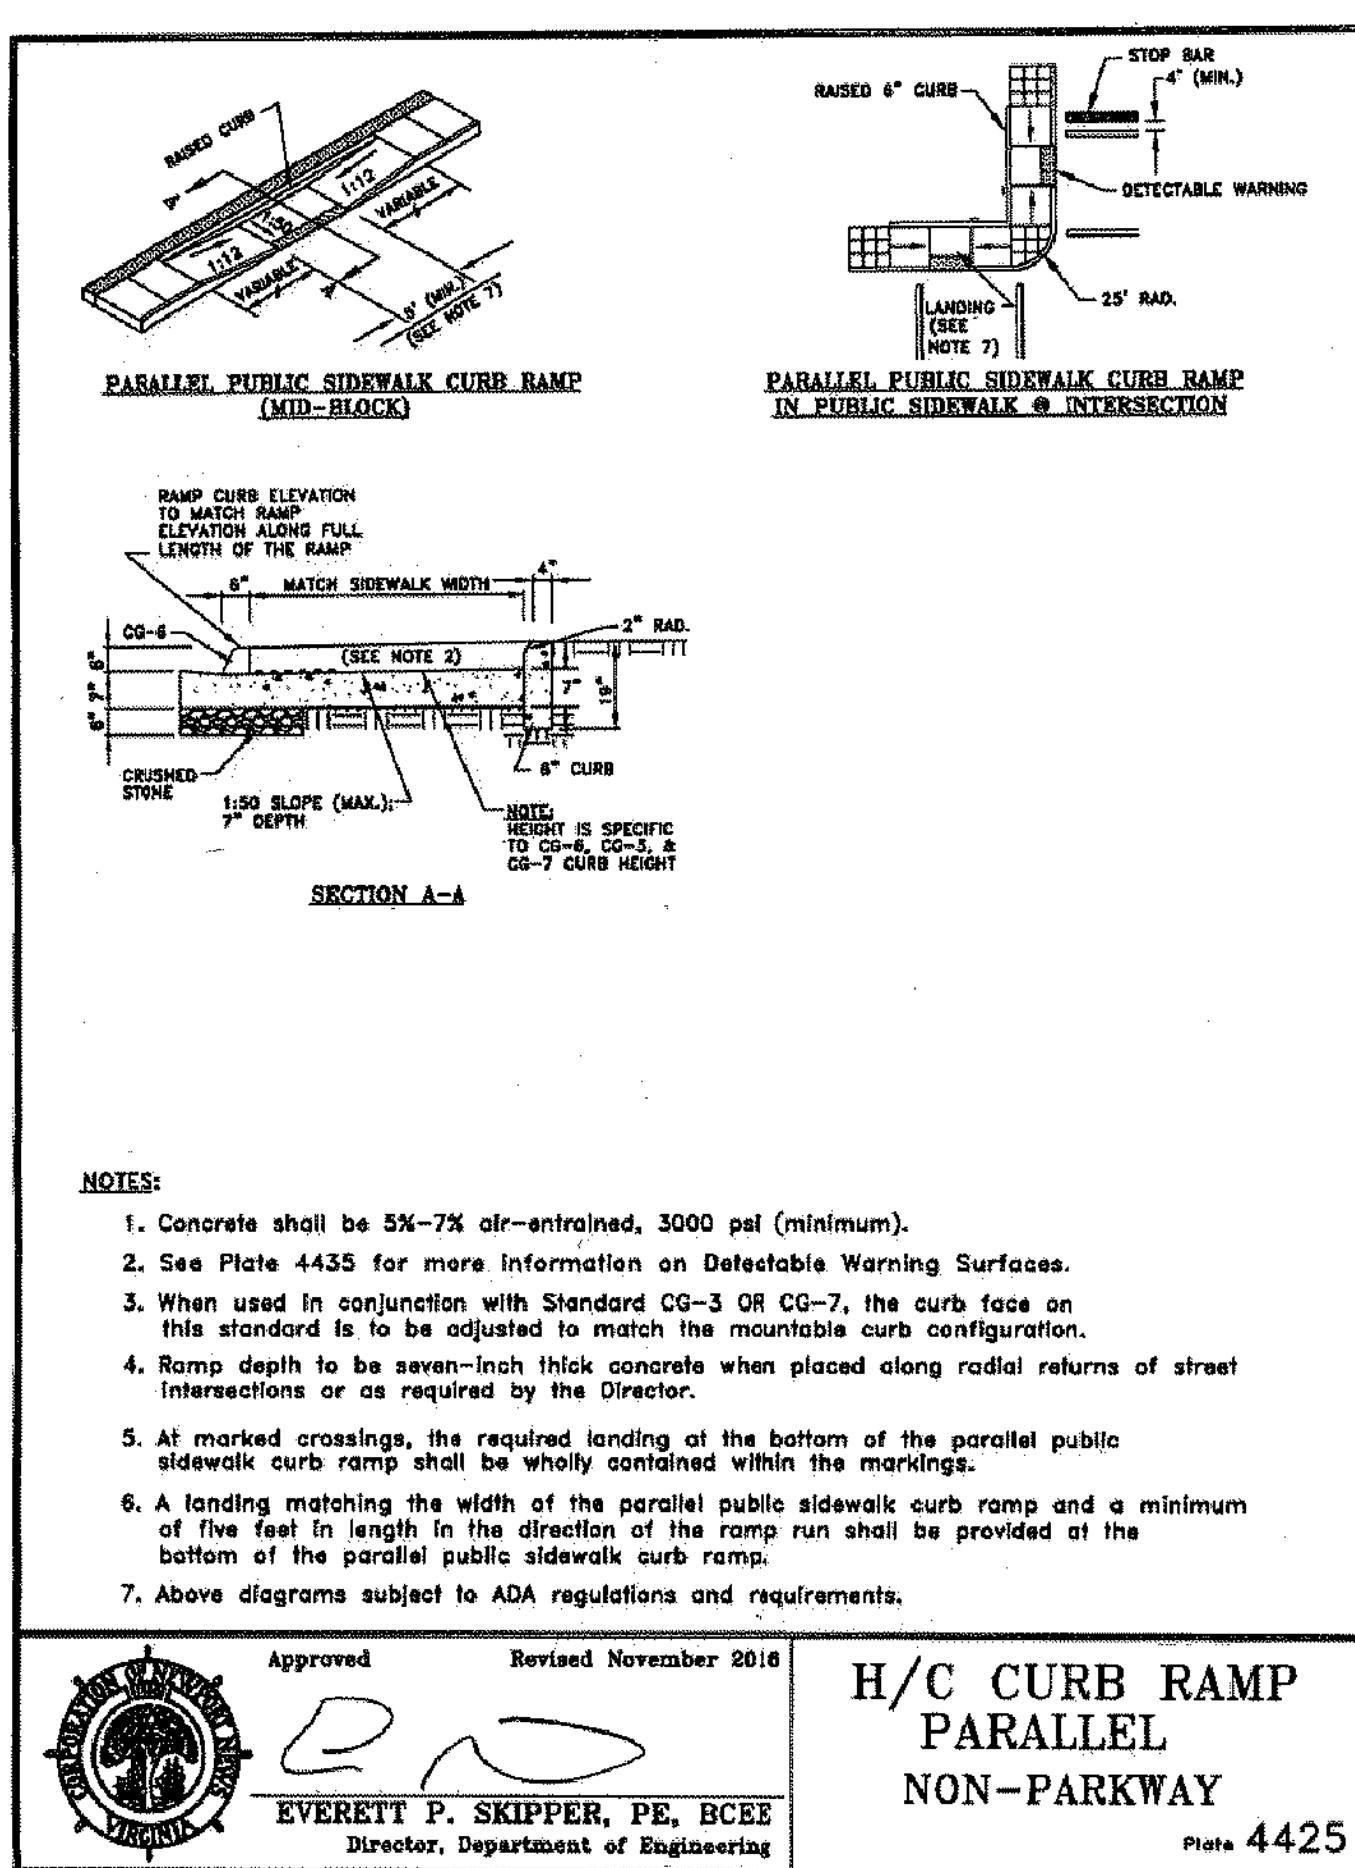 RAISED CURB
1:12
VARIABLE
1:50
1:12
VARIABLE
5' (MIN.)
(SEE NOTE 7)
PARALLEL PUBLIC SIDEWALK CURB RAMP
(MID-BLOCK)
STOP BAR
4' (MIN.)
RAISED 6" CURB
DETECTABLE WARNING
25' RAD.
LANDING
(SEE
NOTE 7)
PARALLEL PUBLIC SIDEWALK CURB RAMP
IN PUBLIC SIDEWALK @ INTERSECTION
RAMP CURB ELEVATION
TO MATCH RAMP
ELEVATION ALONG FULL
LENGTH OF THE RAMP
6" MATCH SIDEWALK WIDTH 4"
2" RAD.
CG-6
(SEE NOTE 2)
6"
7"
6"
7"
6" CURB
CRUSHED
STONE
1:50 SLOPE (MAX.);
7" DEPTH
NOTE:
HEIGHT IS SPECIFIC
TO CG-6, CG-3, &
CG-7 CURB HEIGHT
SECTION A-A
NOTES:
1. Concrete shall be 5%-7% air-entrained, 3000 psi (minimum).
2. See Plate 4435 for more information on Detectable Warning Surfaces.
3. When used in conjunction with Standard CG-3 OR CG-7, the curb face on
this standard is to be adjusted to match the mountable curb configuration.
4. Ramp depth to be seven-inch thick concrete when placed along radial returns of street
intersections or as required by the Director.
5. At marked crossings, the required landing at the bottom of the parallel public
sidewalk curb ramp shall be wholly contained within the markings.
6. A landing matching the width of the parallel public sidewalk curb ramp and a minimum
of five feet in length in the direction of the ramp run shall be provided at the
bottom of the parallel public sidewalk curb ramp.
7. Above diagrams subject to ADA regulations and requirements.
CORPORATION OF NEWPORT NEWS
VIRGINIA
Approved Revised November 2016
EVERETT P. SKIPPER, PE, BCEE
Director, Department of Engineering
H/C CURB RAMP
PARALLEL
NON-PARKWAY
Plate 4425